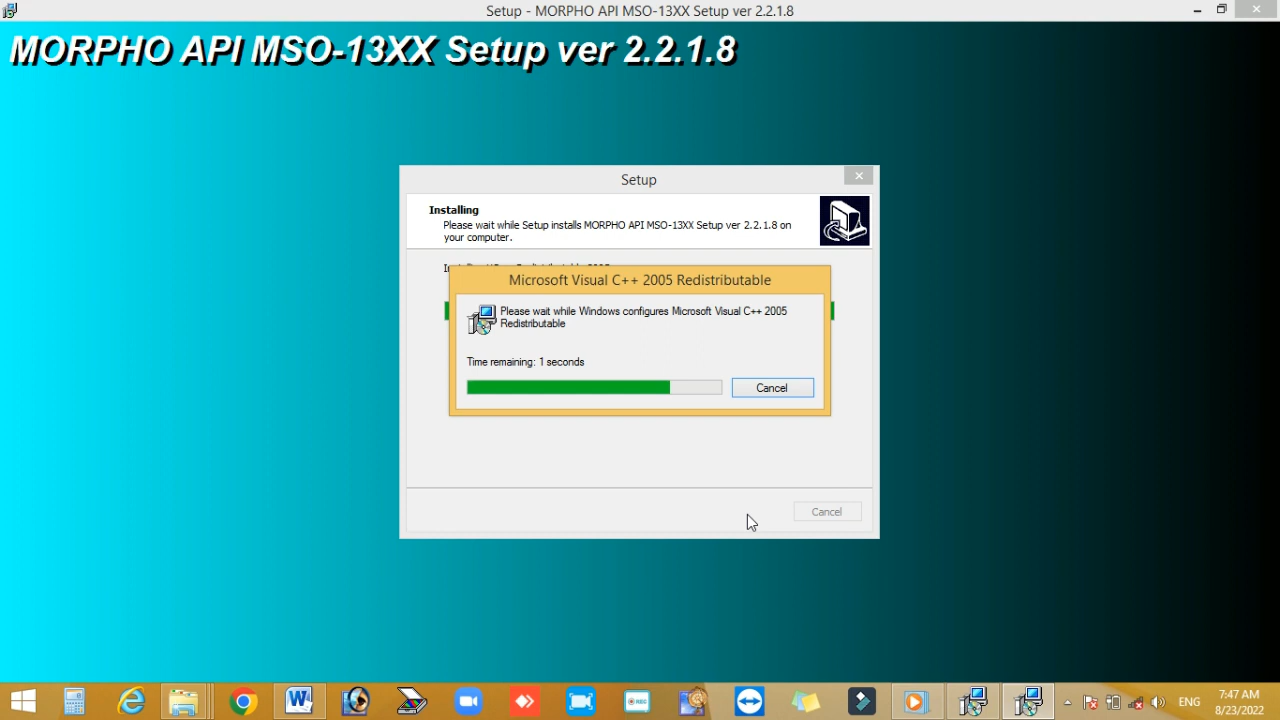 Setup - MORPHO API MSO-13XX Setup ver 2.2.1.8
MORPHO API MSO-13XX Setup ver 2.2.1.8
Setup
Installing
Please wait while Setup installs MORPHO API MSO-13XX Setup ver 2.2.1.8 on
your computer.
Microsoft Visual C++ 2005 Redistributable
Please wait while Windows configures Microsoft Visual C++ 2005
Redistributable
Time remaining: 1 seconds
Cancel
Cancel
REC
ENG
7:47 AM
8/23/2022